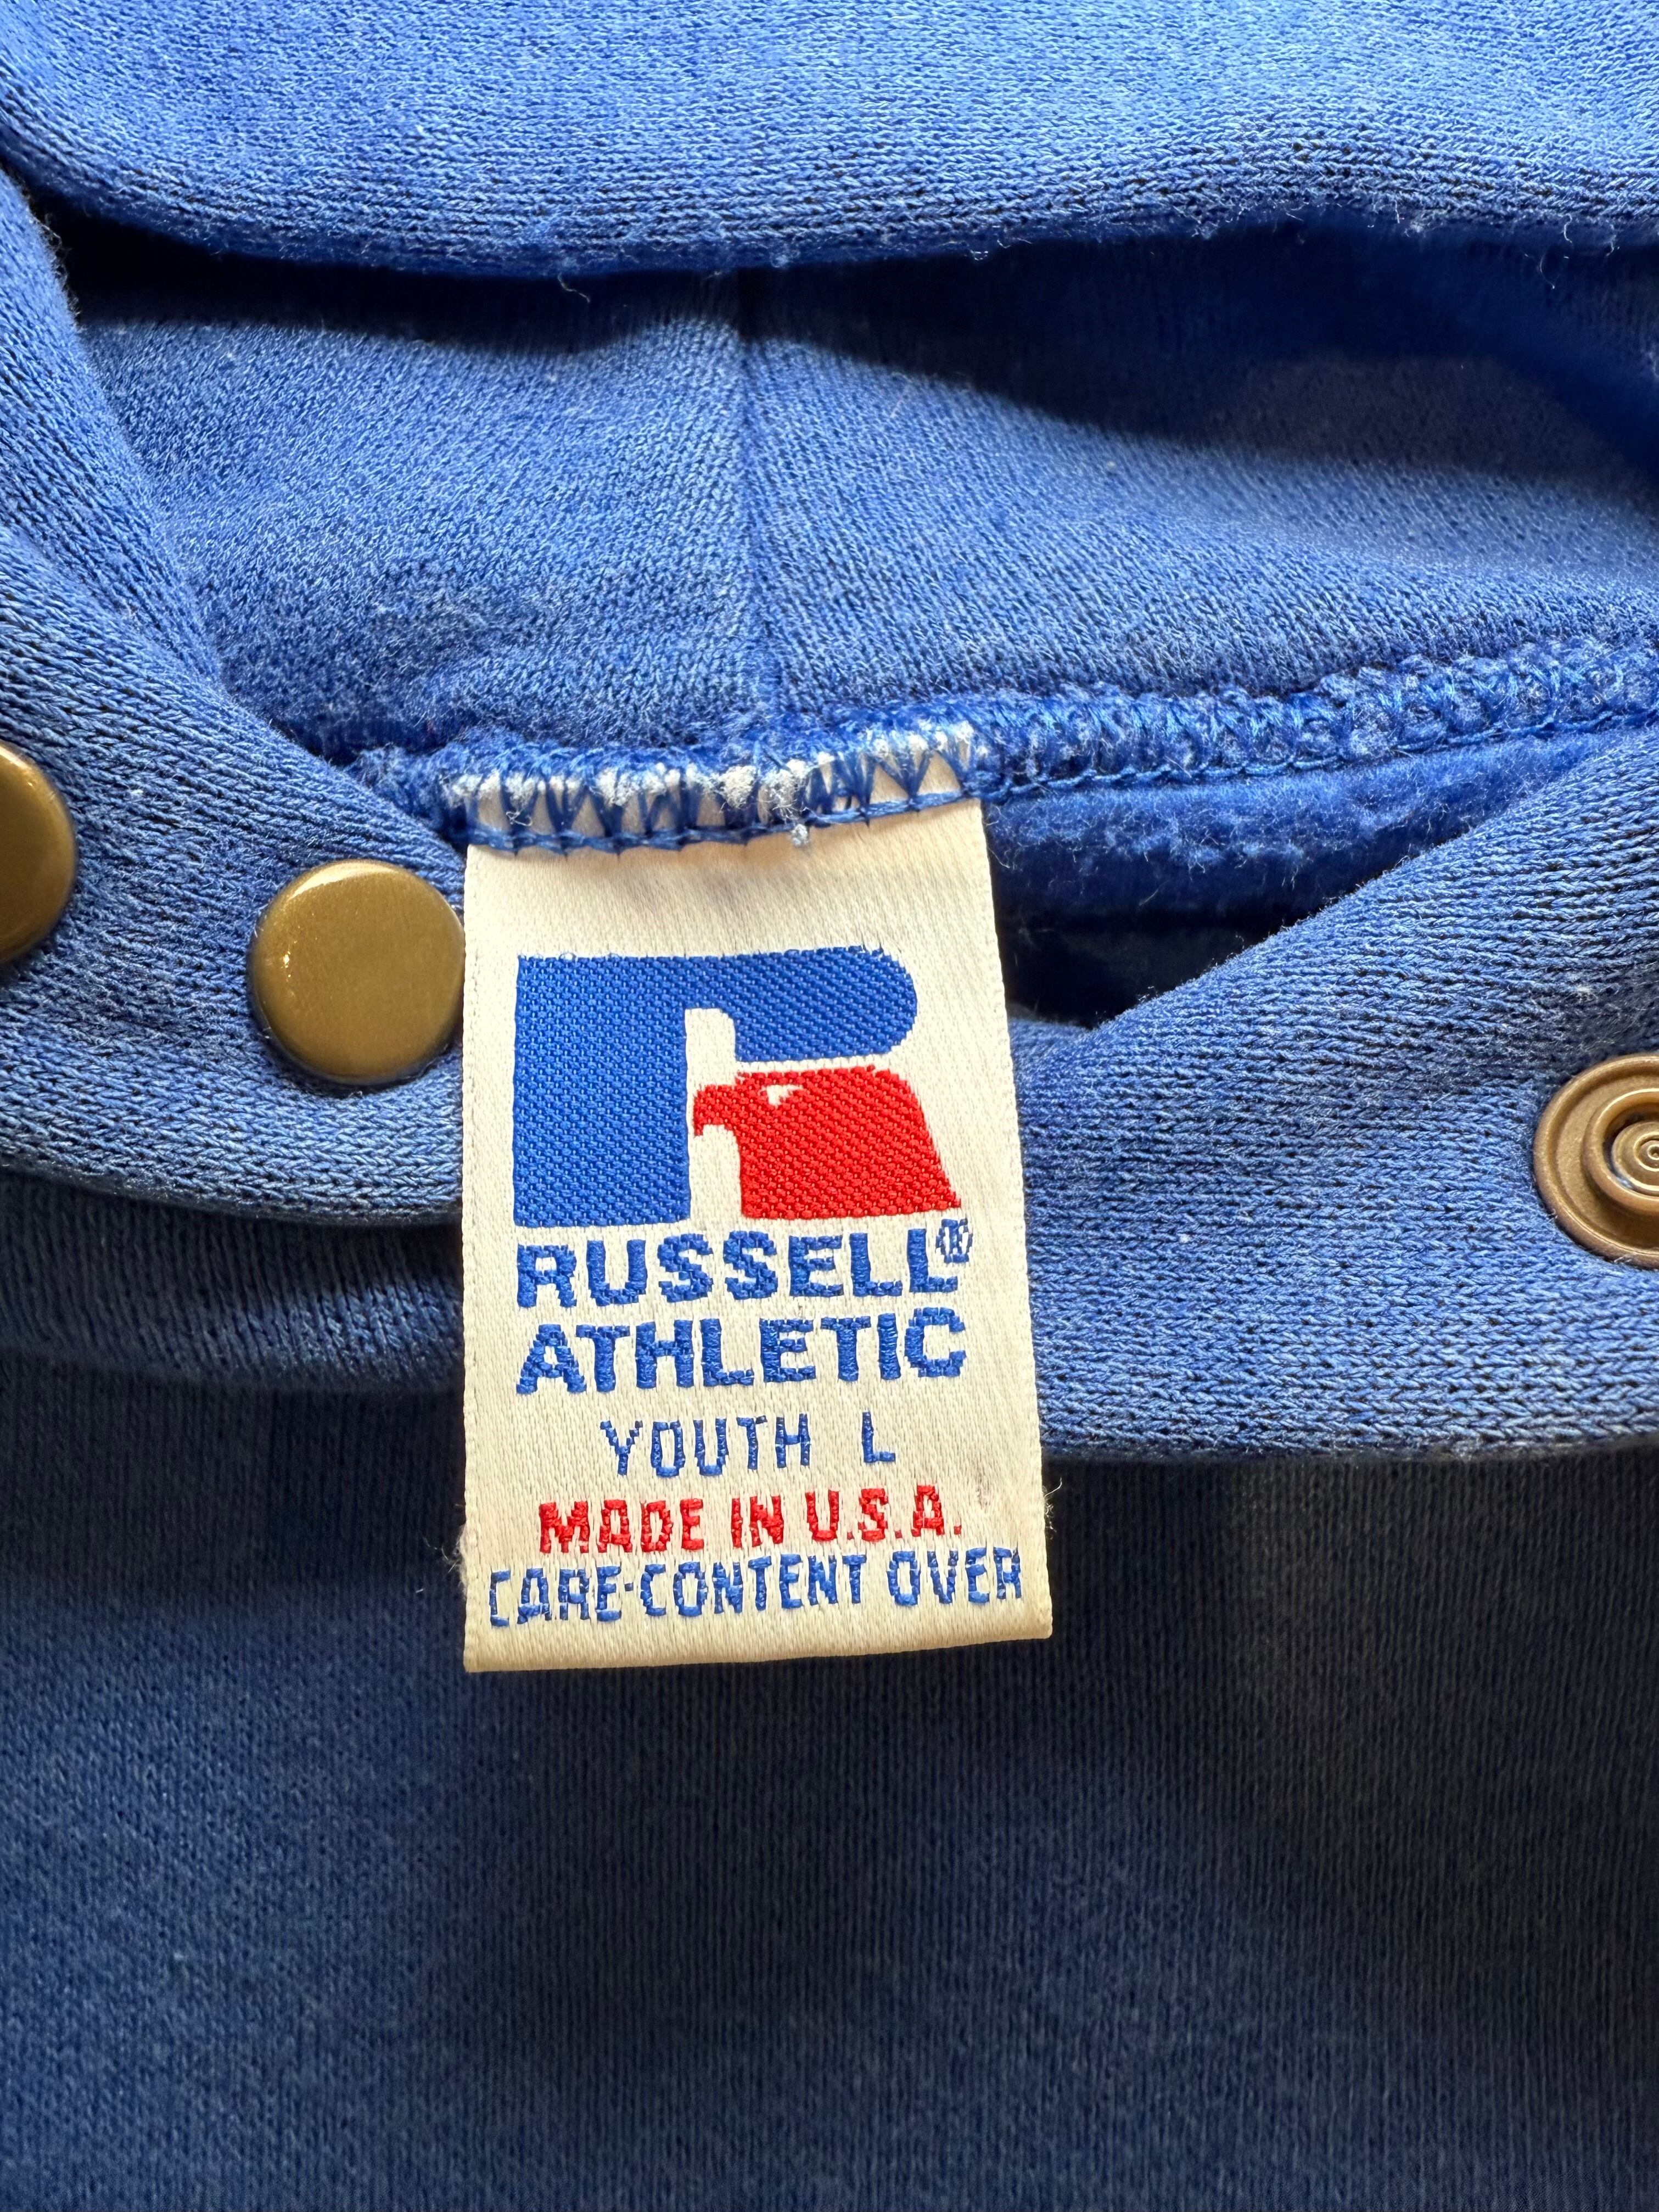 RUSSELL®
ATHLETIC
YOUTH L
MADE IN U.S.A.
CARE-CONTENT OVER